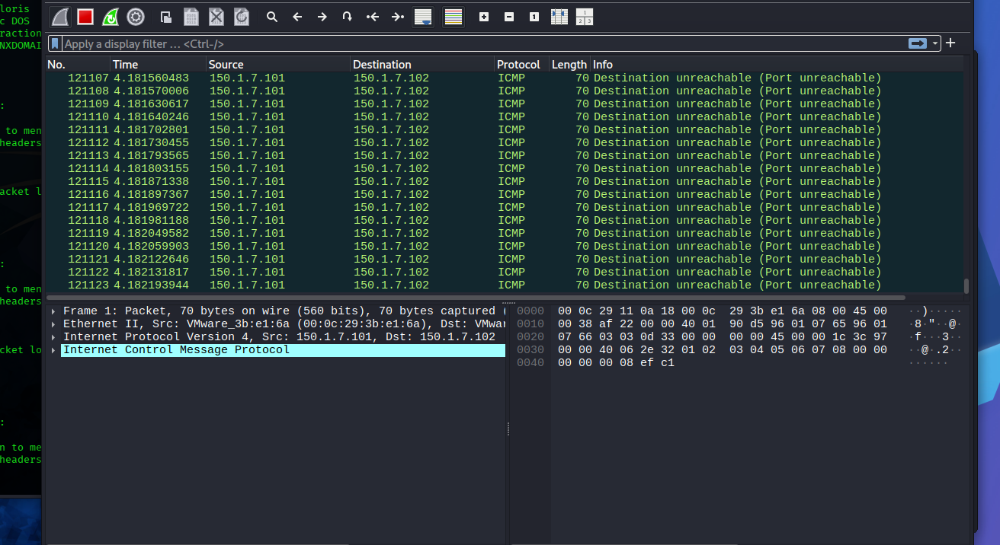 loris
c DOS
raction
NXDOMAI
:
to men
headers
acket l
:
to men
headers
cket lo
:
n to me
headers
1
1
2 3
Apply a display filter … <Ctrl-/>
No. Time Source Destination Protocol Length Info
121107 4.181560483 150.1.7.101 150.1.7.102 ICMP 70 Destination unreachable (Port unreachable)
121108 4.181570006 150.1.7.101 150.1.7.102 ICMP 70 Destination unreachable (Port unreachable)
121109 4.181630617 150.1.7.101 150.1.7.102 ICMP 70 Destination unreachable (Port unreachable)
121110 4.181640246 150.1.7.101 150.1.7.102 ICMP 70 Destination unreachable (Port unreachable)
121111 4.181702801 150.1.7.101 150.1.7.102 ICMP 70 Destination unreachable (Port unreachable)
121112 4.181730455 150.1.7.101 150.1.7.102 ICMP 70 Destination unreachable (Port unreachable)
121113 4.181793565 150.1.7.101 150.1.7.102 ICMP 70 Destination unreachable (Port unreachable)
121114 4.181803155 150.1.7.101 150.1.7.102 ICMP 70 Destination unreachable (Port unreachable)
121115 4.181871338 150.1.7.101 150.1.7.102 ICMP 70 Destination unreachable (Port unreachable)
121116 4.181897367 150.1.7.101 150.1.7.102 ICMP 70 Destination unreachable (Port unreachable)
121117 4.181969722 150.1.7.101 150.1.7.102 ICMP 70 Destination unreachable (Port unreachable)
121118 4.181981188 150.1.7.101 150.1.7.102 ICMP 70 Destination unreachable (Port unreachable)
121119 4.182049582 150.1.7.101 150.1.7.102 ICMP 70 Destination unreachable (Port unreachable)
121120 4.182059903 150.1.7.101 150.1.7.102 ICMP 70 Destination unreachable (Port unreachable)
121121 4.182122646 150.1.7.101 150.1.7.102 ICMP 70 Destination unreachable (Port unreachable)
121122 4.182131817 150.1.7.101 150.1.7.102 ICMP 70 Destination unreachable (Port unreachable)
121123 4.182193944 150.1.7.101 150.1.7.102 ICMP 70 Destination unreachable (Port unreachable)
Frame 1: Packet, 70 bytes on wire (560 bits), 70 bytes captured (
Ethernet II, Src: VMware_3b:e1:6a (00:0c:29:3b:e1:6a), Dst: VMwar
Internet Protocol Version 4, Src: 150.1.7.101, Dst: 150.1.7.102
Internet Control Message Protocol
0000 00 0c 29 11 0a 18 00 0c 29 3b e1 6a 08 00 45 00 ··)·····
0010 00 38 af 22 00 00 40 01 90 d5 96 01 07 65 96 01 ·8·"··@·
0020 07 66 03 03 0d 33 00 00 00 00 45 00 00 1c 3c 97 ·f···3··
0030 00 00 40 06 2e 32 01 02 03 04 05 06 07 08 00 00 ··@·.2··
0040 00 00 00 08 ef c1 ······